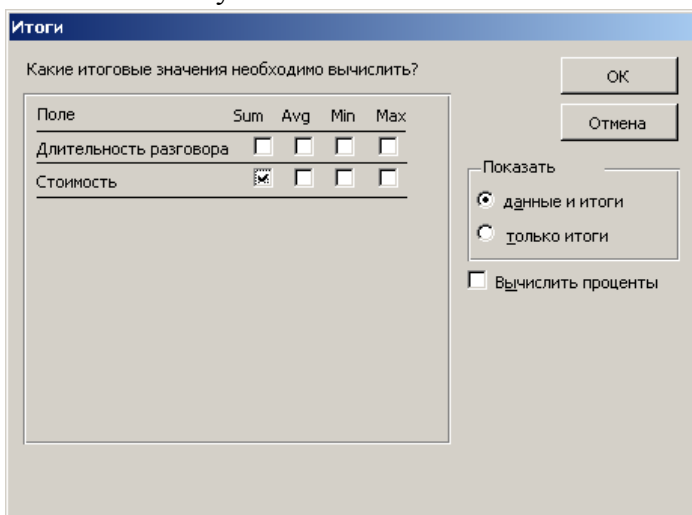 Итоги
Какие итоговые значения необходимо вычислить?
ОК
Отмена
Поле Sum Avg Min Max
Длительность разговора
Стоимость
Показать
данные и итоги
только итоги
Вычислить проценты